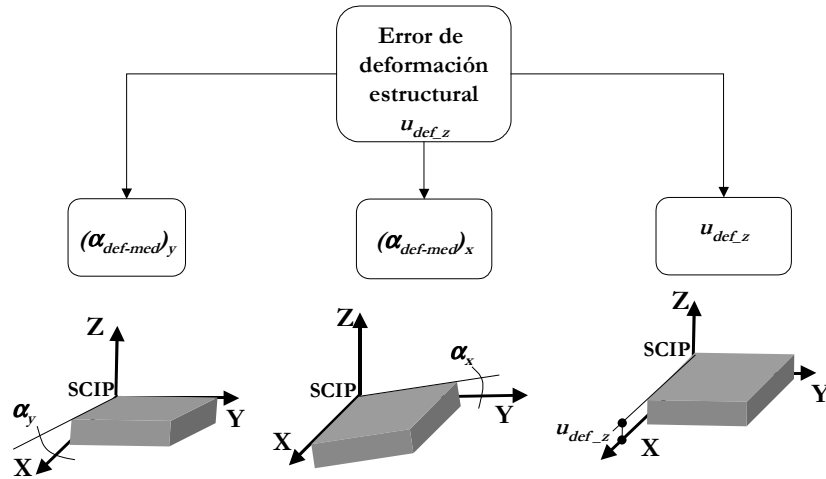 Error de
deformación
estructural
u_def_z
(α_def-med)_y
(α_def-med)_x
u_def_z
Z
SCIP
α_y
Y
X
Z
α_x
SCIP
Y
X
Z
SCIP
Y
u_def_z
X